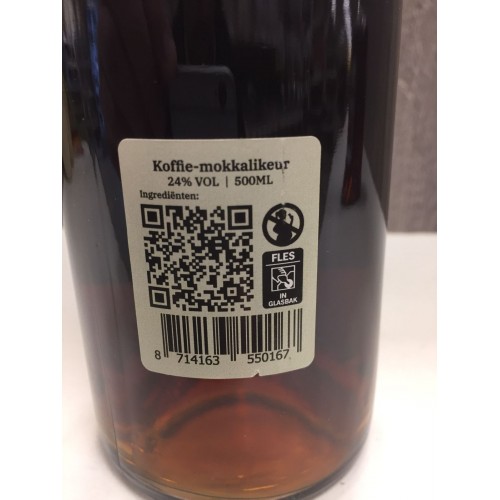 Koffie-mokkalikeur
24% VOL | 500ML
Ingrediënten:
FLES
IN
GLASBAK
8 714163 550167